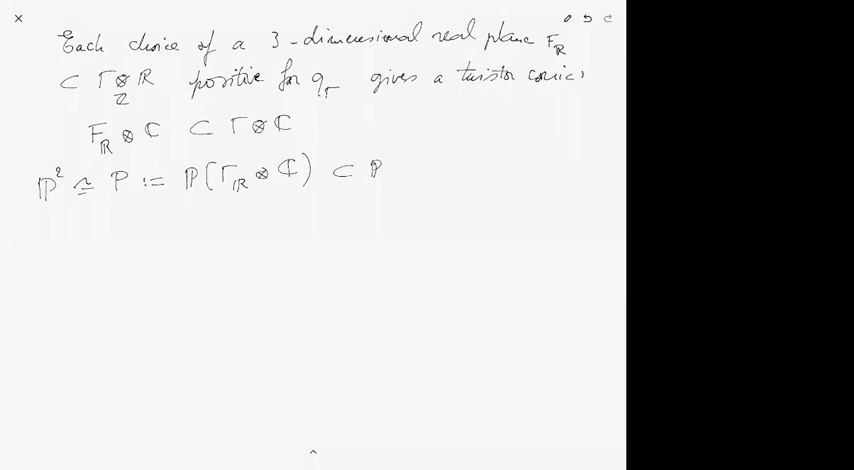 Each choice of a 3-dimensional real plane F_ℝ
⊂ Γ ⊗_ℤ ℝ positive for q_Γ gives a twistor conic:
F_ℝ ⊗ ℂ ⊂ Γ ⊗ ℂ
ℙ² ≅ P := ℙ(Γ_ℝ ⊗ ℂ) ⊂ ℙ